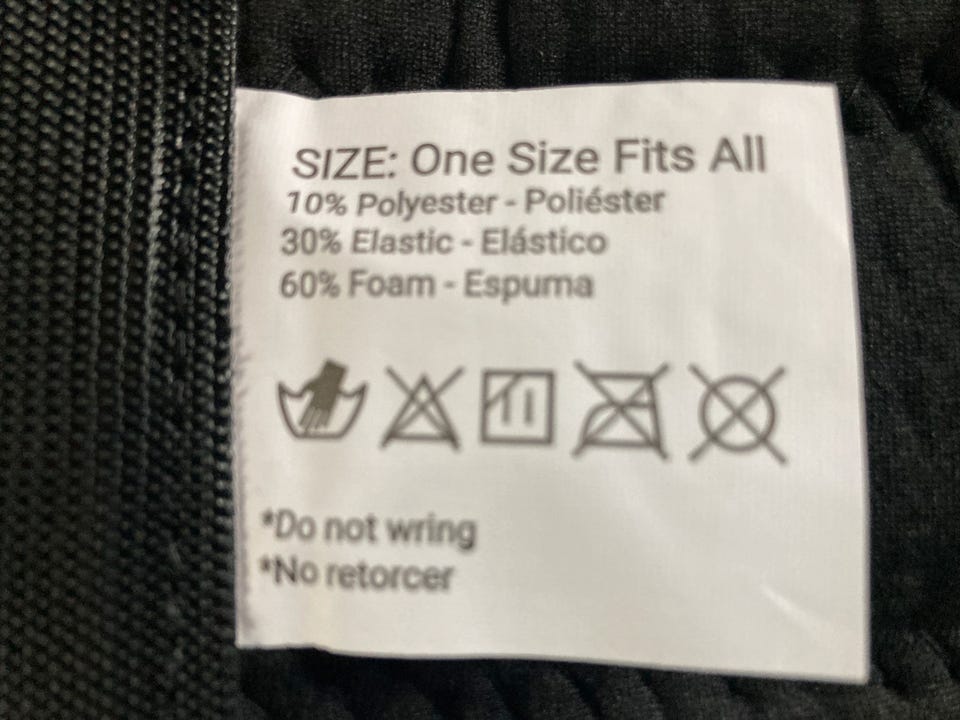 SIZE: One Size Fits All
10% Polyester - Poliéster
30% Elastic - Elástico
60% Foam - Espuma
*Do not wring
*No retorcer